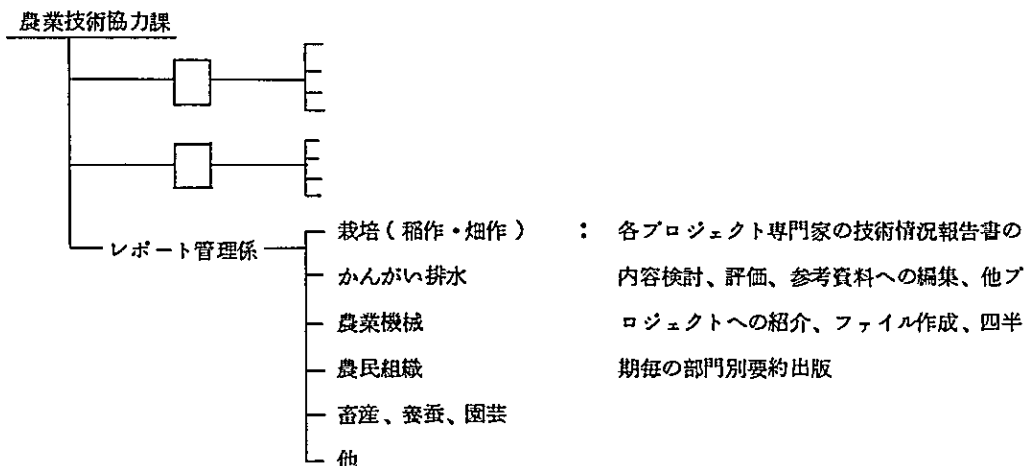 農業技術協力課
レポート管理係
栽培(稲作・畑作) : 各プロジェクト専門家の技術情況報告書の
かんがい排水 内容検討、評価、参考資料への編集、他プ
農業機械 ロジェクトへの紹介、ファイル作成、四半
農民組織 期毎の部門別要約出版
畜産、養蚕、園芸
他